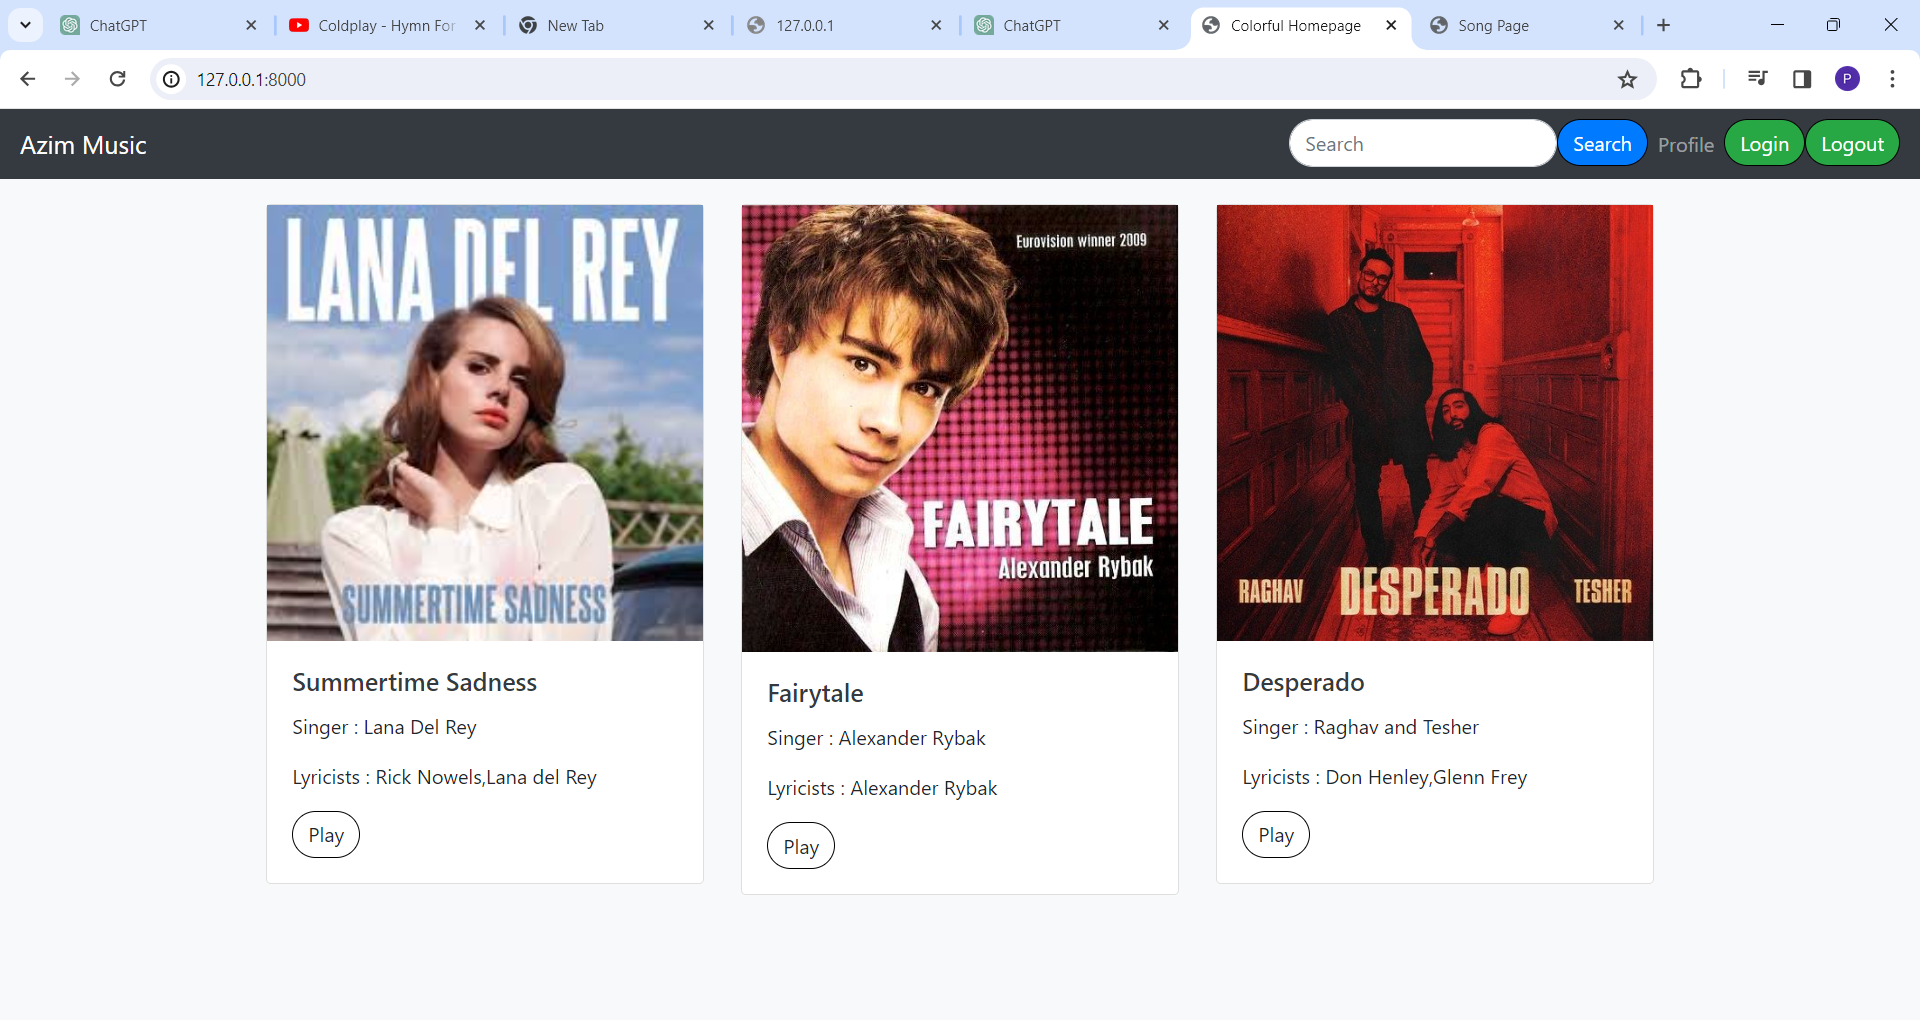 ChatGPT
Coldplay - Hymn For
New Tab
127.0.0.1
ChatGPT
Colorful Homepage
Song Page
127.0.0.1:8000
P
Azim Music
Search
Search
Profile
Login
Logout
LANA DEL REY
SUMMERTIME SADNESS
Summertime Sadness
Singer : Lana Del Rey
Lyricists : Rick Nowels,Lana del Rey
Play
Eurovision winner 2009
FAIRYTALE
Alexander Rybak
Fairytale
Singer : Alexander Rybak
Lyricists : Alexander Rybak
Play
RAGHAV DESPERADO TESHER
Desperado
Singer : Raghav and Tesher
Lyricists : Don Henley,Glenn Frey
Play